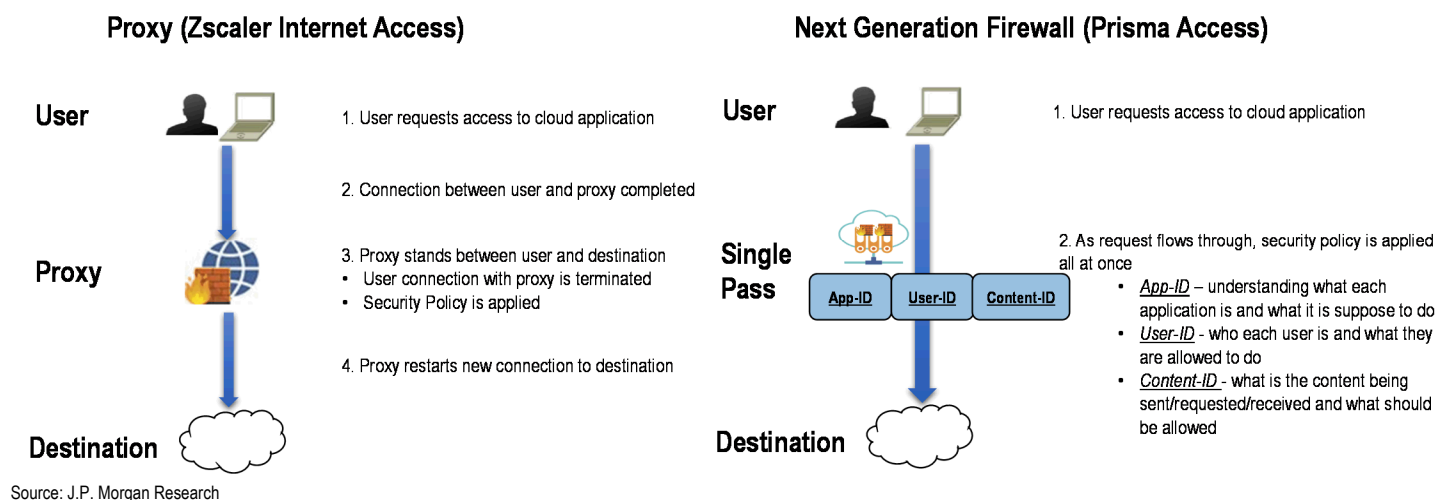 Proxy (Zscaler Internet Access)
User
1. User requests access to cloud application
2. Connection between user and proxy completed
Proxy
3. Proxy stands between user and destination
• User connection with proxy is terminated
• Security Policy is applied
4. Proxy restarts new connection to destination
Destination
Next Generation Firewall (Prisma Access)
User
1. User requests access to cloud application
Single
Pass
App-ID
User-ID
Content-ID
2. As request flows through, security policy is applied
all at once
• App-ID – understanding what each
application is and what it is suppose to do
• User-ID - who each user is and what they
are allowed to do
• Content-ID - what is the content being
sent/requested/received and what should
be allowed
Destination
Source: J.P. Morgan Research